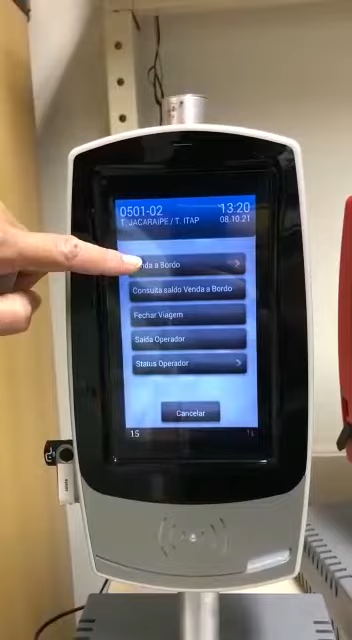 0501-02 13:20
T. JACARAIPE / T. ITAP 08.10.21
nda a Bordo
Consulta saldo Venda a Bordo
Fechar Viagem
Saída Operador
Status Operador
Cancelar
15